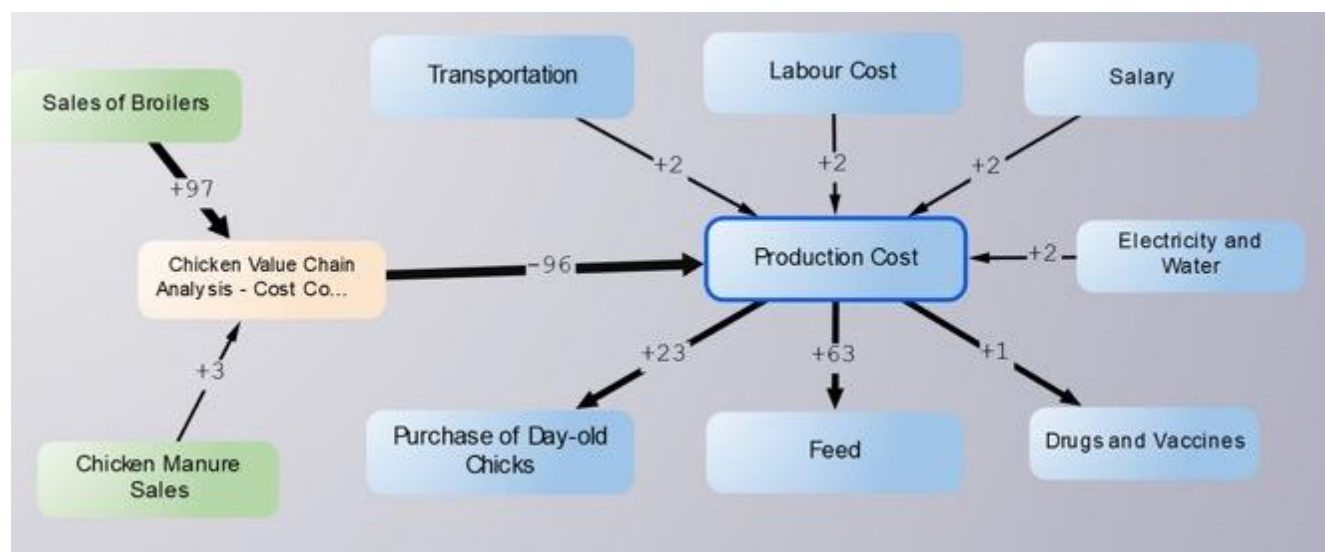 Transportation
Labour Cost
Salary
Sales of Broilers
+2
+2
+2
+97
Production Cost
Electricity and
Water
+2
Chicken Value Chain
Analysis - Cost Co...
-96
+23
+63
+1
+3
Purchase of Day-old
Chicks
Feed
Drugs and Vaccines
Chicken Manure
Sales